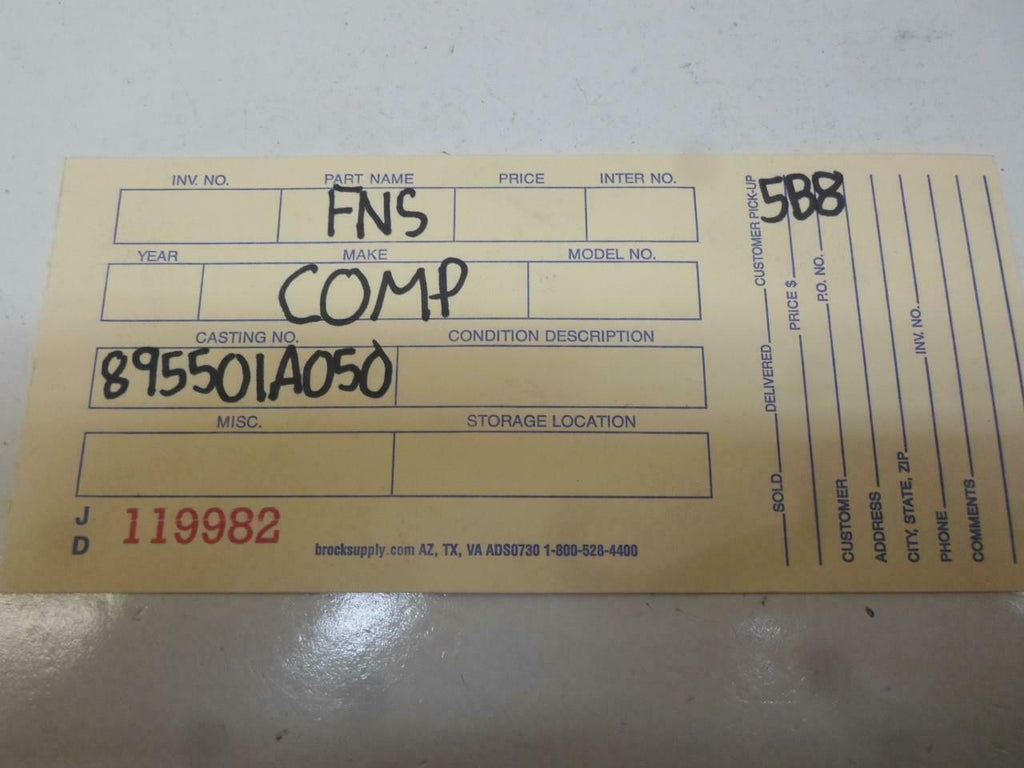 INV. NO. PART NAME PRICE INTER NO.
FNS
YEAR MAKE MODEL NO.
COMP
CASTING NO. CONDITION DESCRIPTION
895501A050
MISC. STORAGE LOCATION
JD 119982
brocksupply.com AZ, TX, VA ADS0730 1-800-528-4400
5B8
SOLD DELIVERED CUSTOMER PICK-UP
PRICE $
P.O. NO.
CUSTOMER
ADDRESS
CITY, STATE, ZIP
INV. NO.
PHONE
COMMENTS